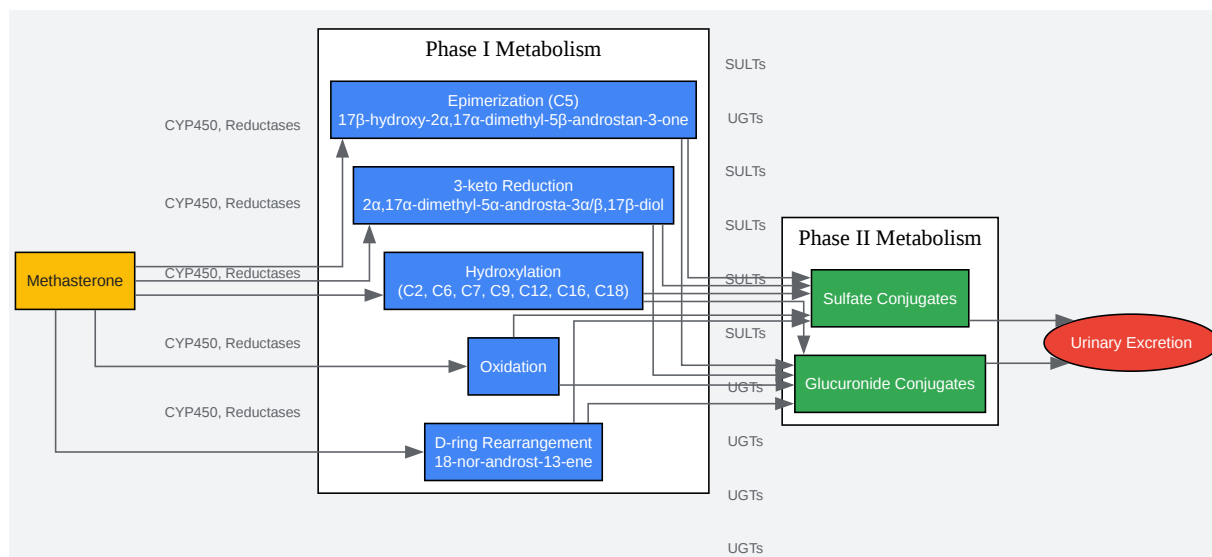 Phase I Metabolism
SULTs
Epimerization (C5)
17β-hydroxy-2α,17α-dimethyl-5β-androstan-3-one
UGTs
CYP450, Reductases
SULTs
3-keto Reduction
2α,17α-dimethyl-5α-androsta-3α/β,17β-diol
CYP450, Reductases
SULTs
Phase II Metabolism
Methasterone
CYP450, Reductases
Hydroxylation
(C2, C6, C7, C9, C12, C16, C18)
SULTs
Sulfate Conjugates
SULTs
Urinary Excretion
CYP450, Reductases
Oxidation
Glucuronide Conjugates
UGTs
CYP450, Reductases
D-ring Rearrangement
18-nor-androst-13-ene
UGTs
UGTs
UGTs